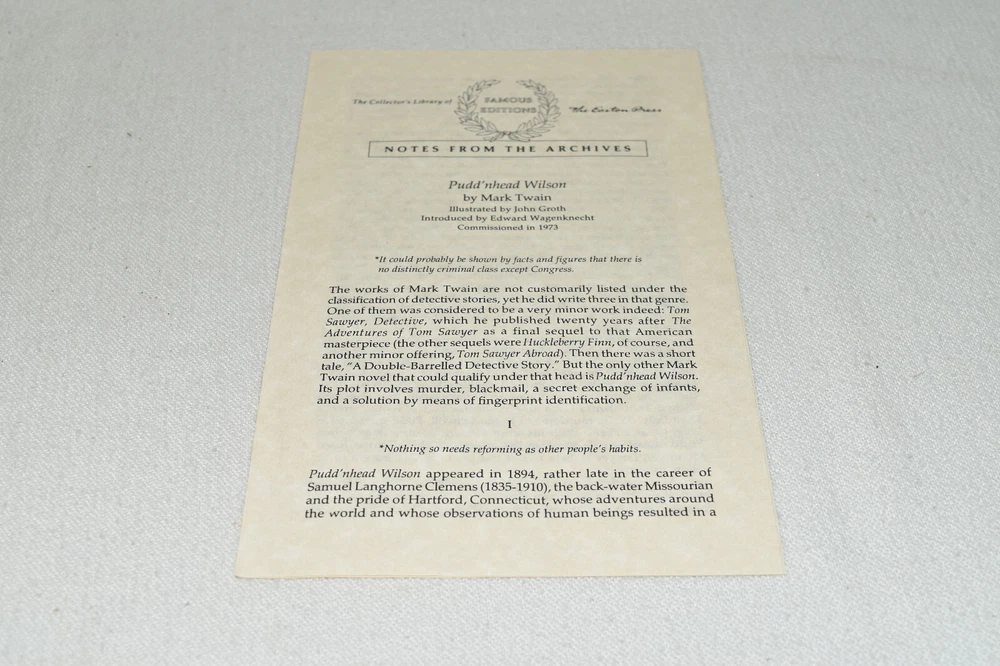 The Collector's Library of
FAMOUS
EDITIONS
The Easton Press
NOTES FROM THE ARCHIVES
Pudd'nhead Wilson
by Mark Twain
Illustrated by John Groth
Introduced by Edward Wagenknecht
Commissioned in 1973
*It could probably be shown by facts and figures that there is
no distinctly criminal class except Congress.
The works of Mark Twain are not customarily listed under the
classification of detective stories, yet he did write three in that genre.
One of them was considered to be a very minor work indeed: Tom
Sawyer, Detective, which he published twenty years after The
Adventures of Tom Sawyer as a final sequel to that American
masterpiece (the other sequels were Huckleberry Finn, of course, and
another minor offering, Tom Sawyer Abroad). Then there was a short
tale, "A Double-Barrelled Detective Story." But the only other Mark
Twain novel that could qualify under that head is Pudd'nhead Wilson.
Its plot involves murder, blackmail, a secret exchange of infants,
and a solution by means of fingerprint identification.
I
*Nothing so needs reforming as other people's habits.
Pudd'nhead Wilson appeared in 1894, rather late in the career of
Samuel Langhorne Clemens (1835-1910), the back-water Missourian
and the pride of Hartford, Connecticut, whose adventures around
the world and whose observations of human beings resulted in a